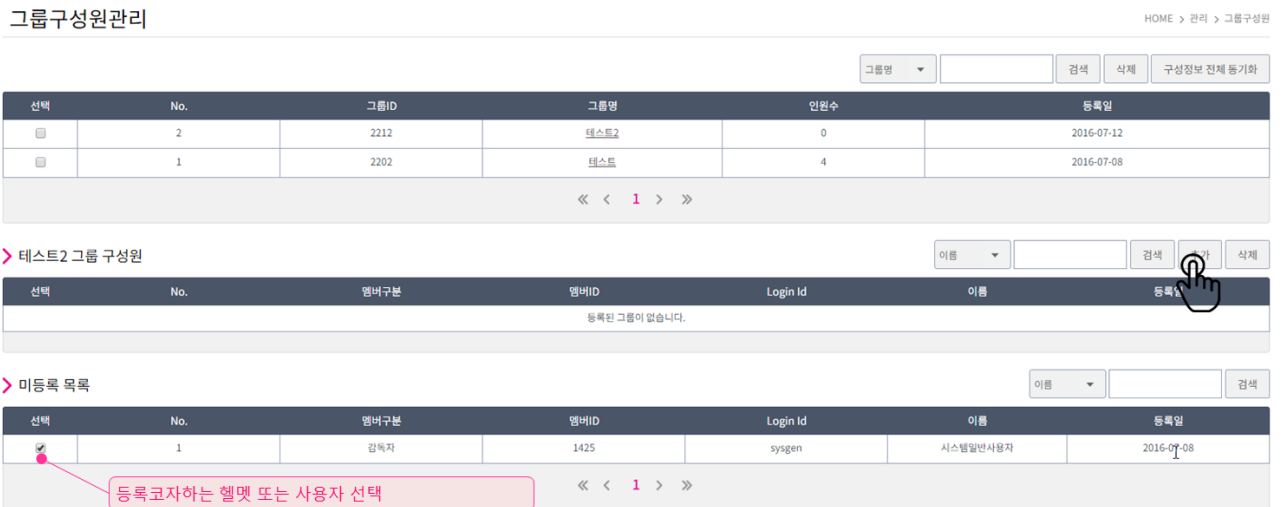 그룹구성원관리
HOME > 관리 > 그룹구성원
그룹명 검색 삭제 구성정보 전체 동기화
선택 No. 그룹ID 그룹명 인원수 등록일
2 2212 테스트2 0 2016-07-12
1 2202 테스트 4 2016-07-08
1
테스트2 그룹 구성원
이름 검색 삭제
선택 No. 멤버구분 멤버ID Login Id 이름 등록일
등록된 그룹이 없습니다.
미등록 목록
이름 검색
선택 No. 멤버구분 멤버ID Login Id 이름 등록일
1 감독자 1425 sysgen 시스템일반사용자 2016-07-08
등록코자하는 헬멧 또는 사용자 선택
1